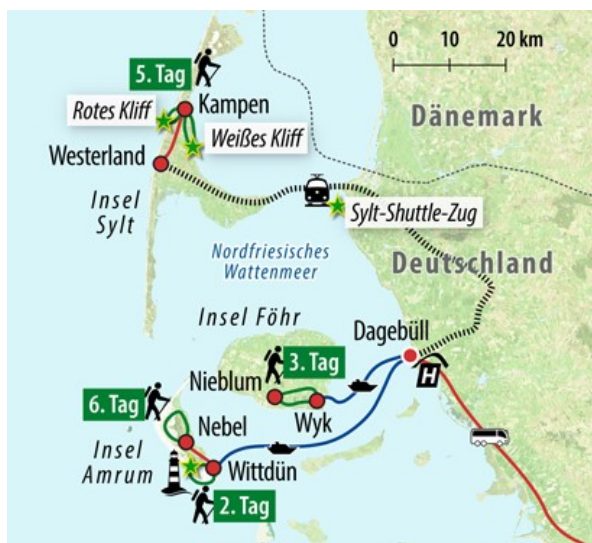 0 10 20 km
5. Tag
Kampen
Rotes Kliff
Weißes Kliff
Dänemark
Westerland
Insel
Sylt
Sylt-Shuttle-Zug
Nordfriesisches
Wattenmeer
Deutschland
Insel Föhr
Dagebüll
3. Tag
Nieblum
H
6. Tag
Wyk
Nebel
Insel
Amrum
Wittdün
2. Tag